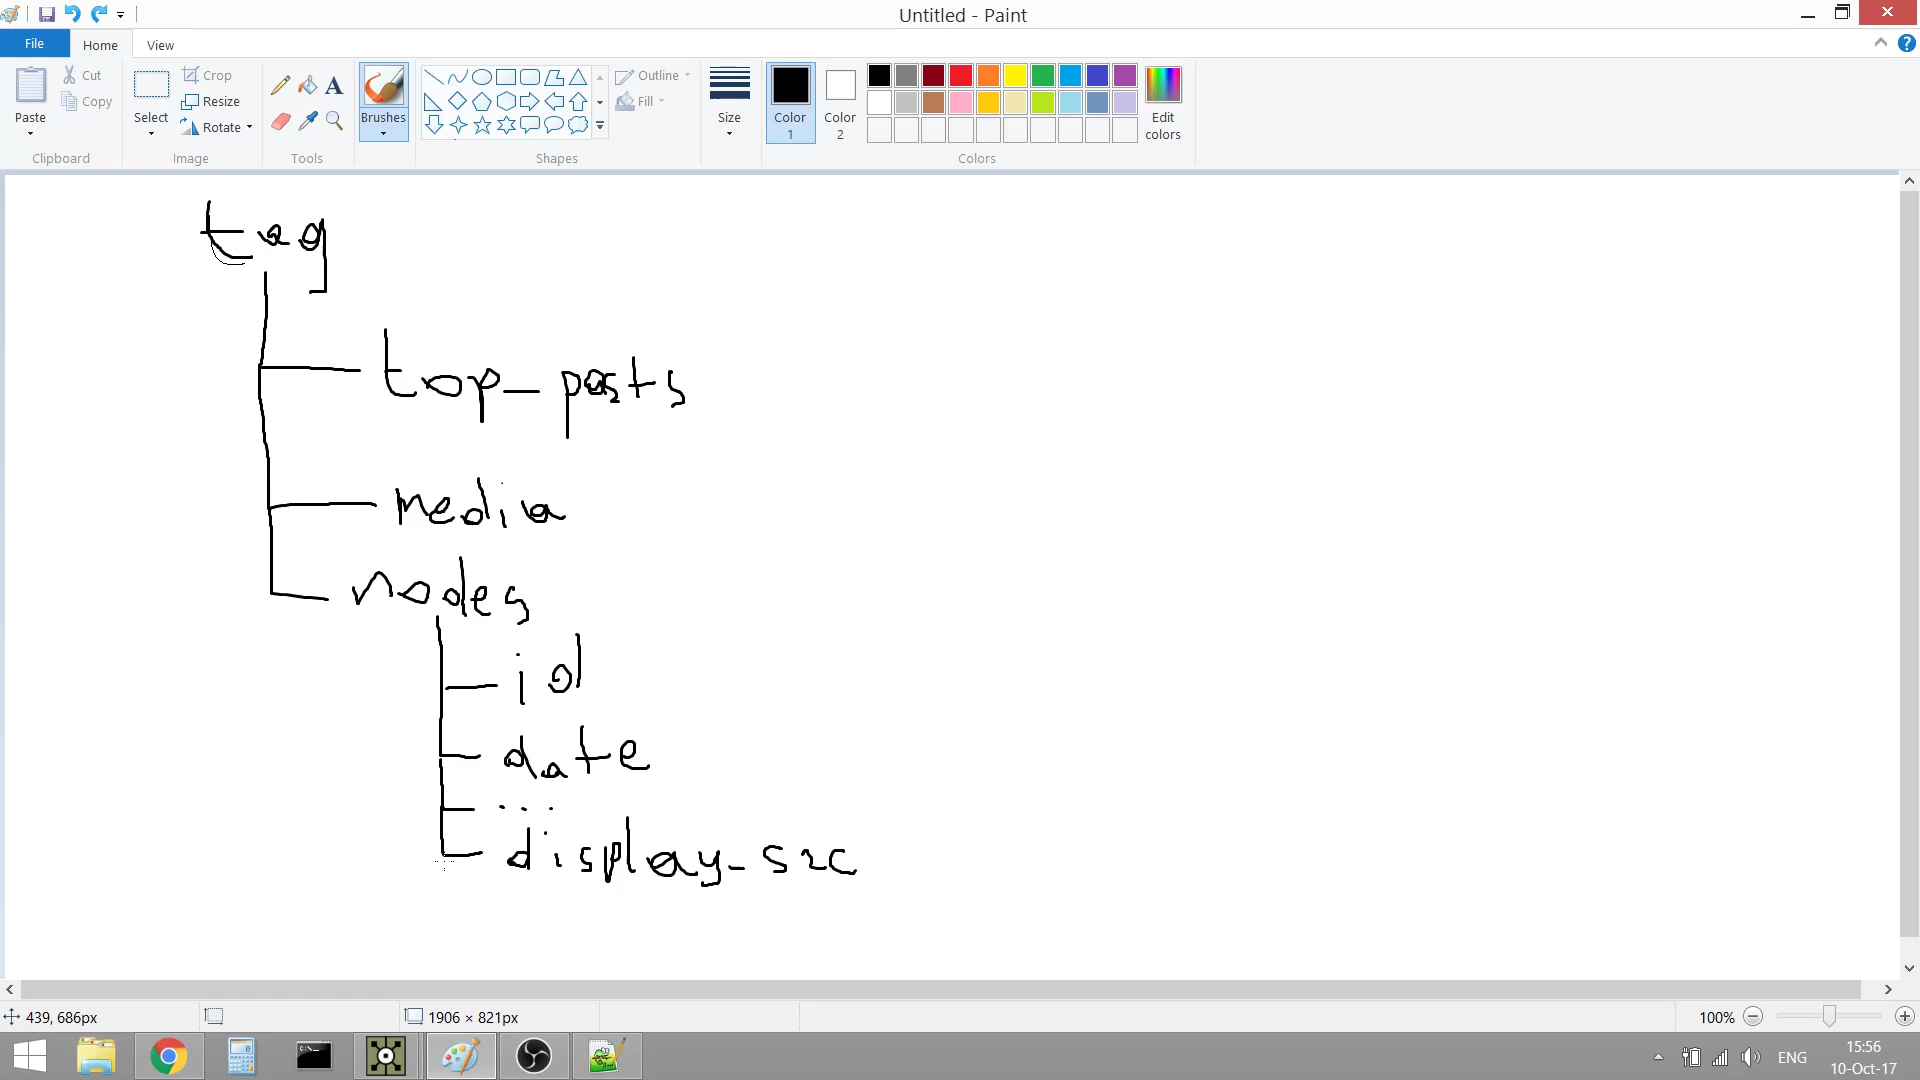 Untitled - Paint
File Home View
Paste
Cut
Copy
Clipboard
Select
Crop
Resize
Rotate
Image
Tools
Brushes
Shapes
Outline
Fill
Size
Color 1
Color 2
Edit colors
Colors
tag
top_posts
media
nodes
id
date
...
display_src
439, 686px
1906 × 821px
100%
ENG
15:56
10-Oct-17